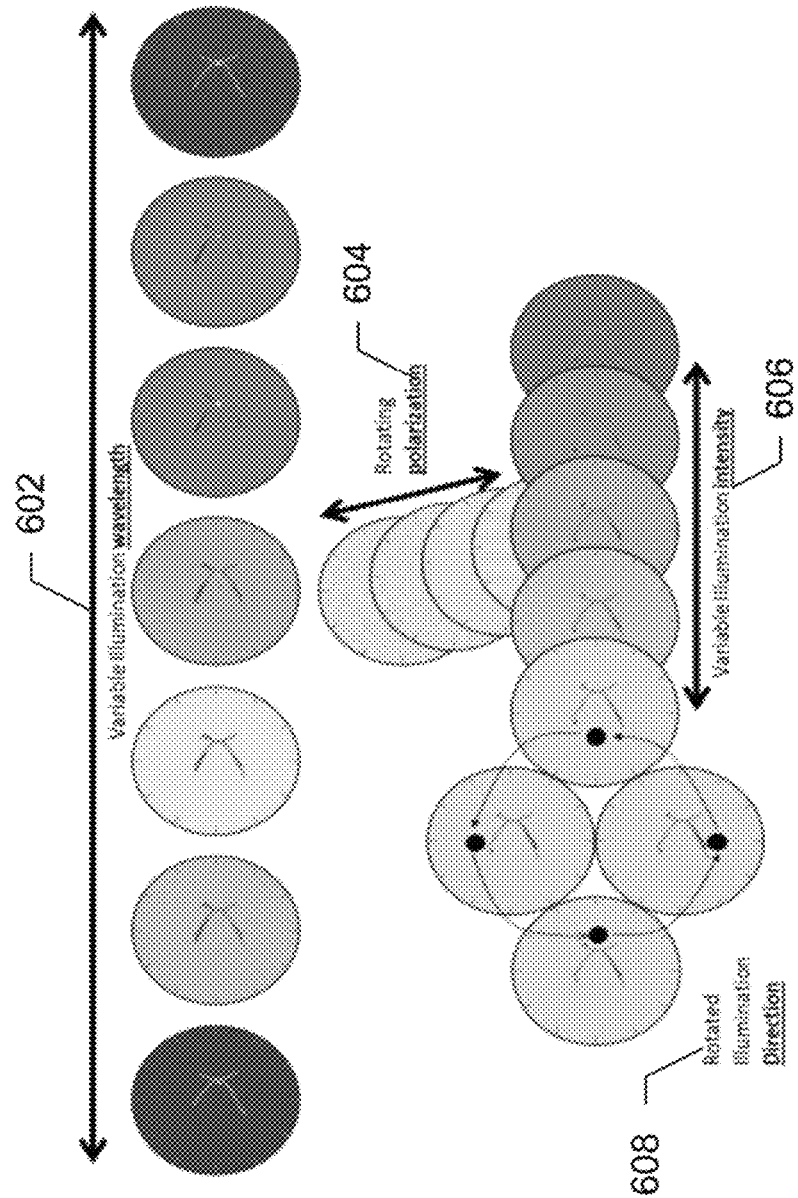 602
Variable Illumination wavelength
604
Rotating
polarization
Variable Illumination intensity
606
Rotated
Illumination
Direction
608